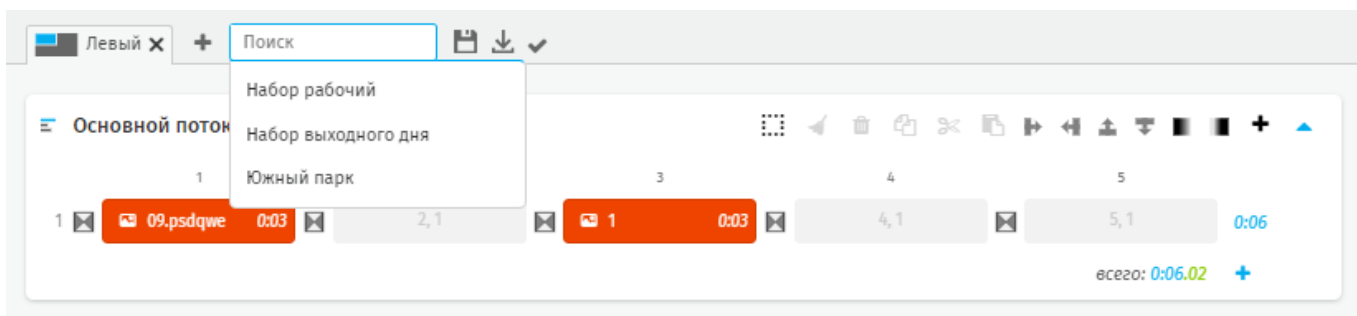 Левый
Поиск
Набор рабочий
Основной поток
Набор выходного дня
Южный парк
1 3 4 5
1 09.psdqwe 0:03 2, 1 1 0:03 4, 1 5, 1 0:06
всего: 0:06.02